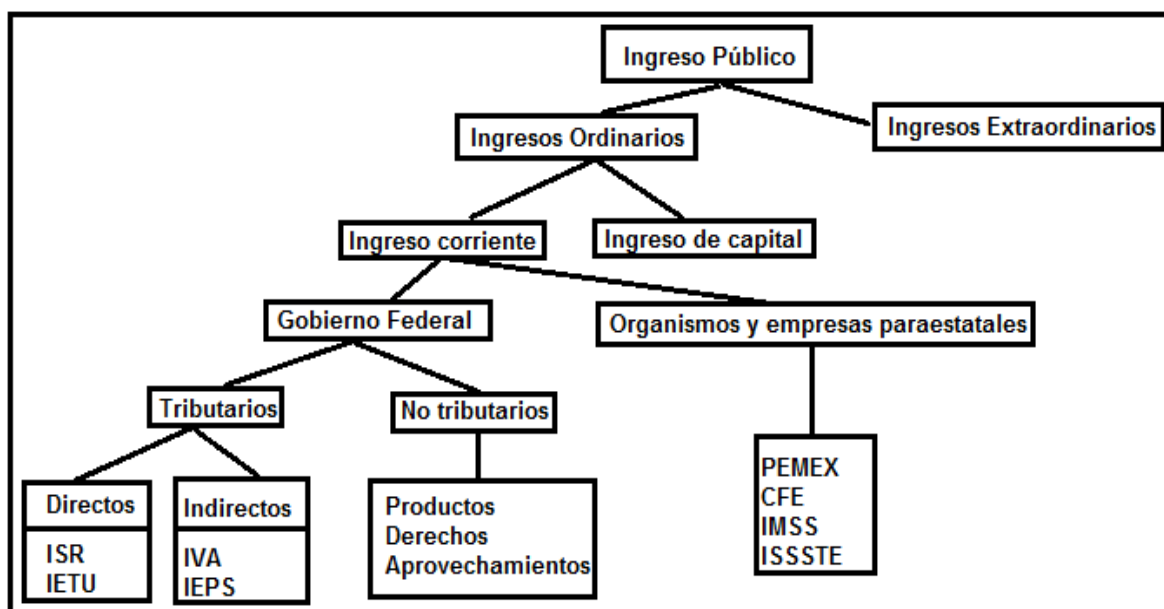 Ingreso Público
Ingresos Ordinarios
Ingresos Extraordinarios
Ingreso corriente
Ingreso de capital
Gobierno Federal
Organismos y empresas paraestatales
Tributarios
No tributarios
Directos
ISR
IETU
Indirectos
IVA
IEPS
Productos
Derechos
Aprovechamientos
PEMEX
CFE
IMSS
ISSSTE